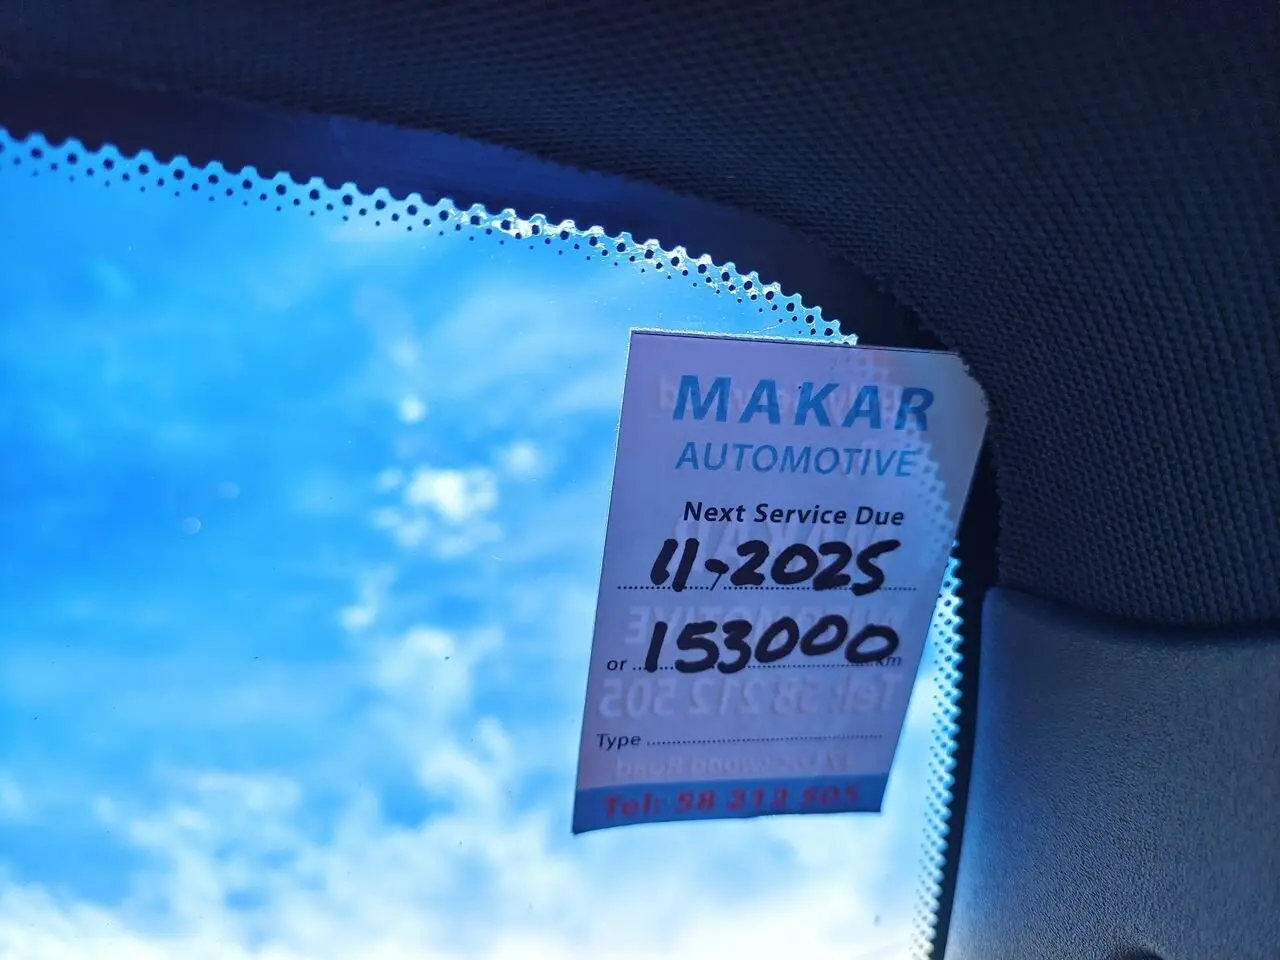 MAKAR
AUTOMOTIVE
Next Service Due
11-2025
or 153000 km
Type
Tel: 58 212 505